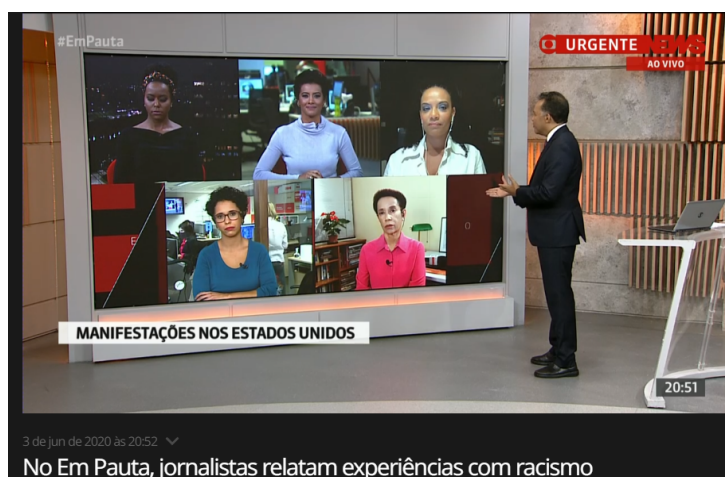 #EmPauta
URGENTE NEWS
AO VIVO
MANIFESTAÇÕES NOS ESTADOS UNIDOS
20:51
3 de jun de 2020 às 20:52
No Em Pauta, jornalistas relatam experiências com racismo